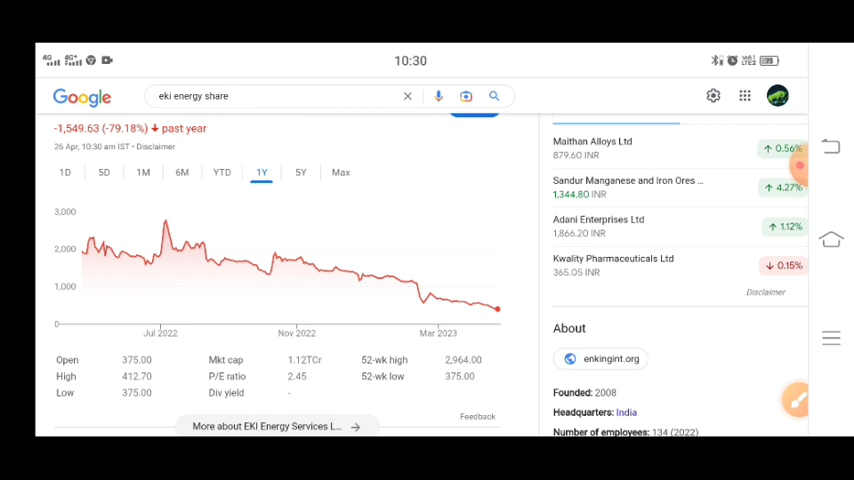 10:30
Google
eki energy share
-1,549.63 (-79.18%) ↓ past year
26 Apr, 10:30 am IST • Disclaimer
1D 5D 1M 6M YTD 1Y 5Y Max
3,000
2,000
1,000
0
Jul 2022 Nov 2022 Mar 2023
Open 375.00 Mkt cap 1.12TCr 52-wk high 2,964.00
High 412.70 P/E ratio 2.45 52-wk low 375.00
Low 375.00 Div yield -
Feedback
More about EKI Energy Services L... →
Maithan Alloys Ltd
879.60 INR ↑ 0.56%
Sandur Manganese and Iron Ores ...
1,344.80 INR ↑ 4.27%
Adani Enterprises Ltd
1,866.20 INR ↑ 1.12%
Kwality Pharmaceuticals Ltd
365.05 INR ↓ 0.15%
Disclaimer
About
enkingint.org
Founded: 2008
Headquarters: India
Number of employees: 134 (2022)